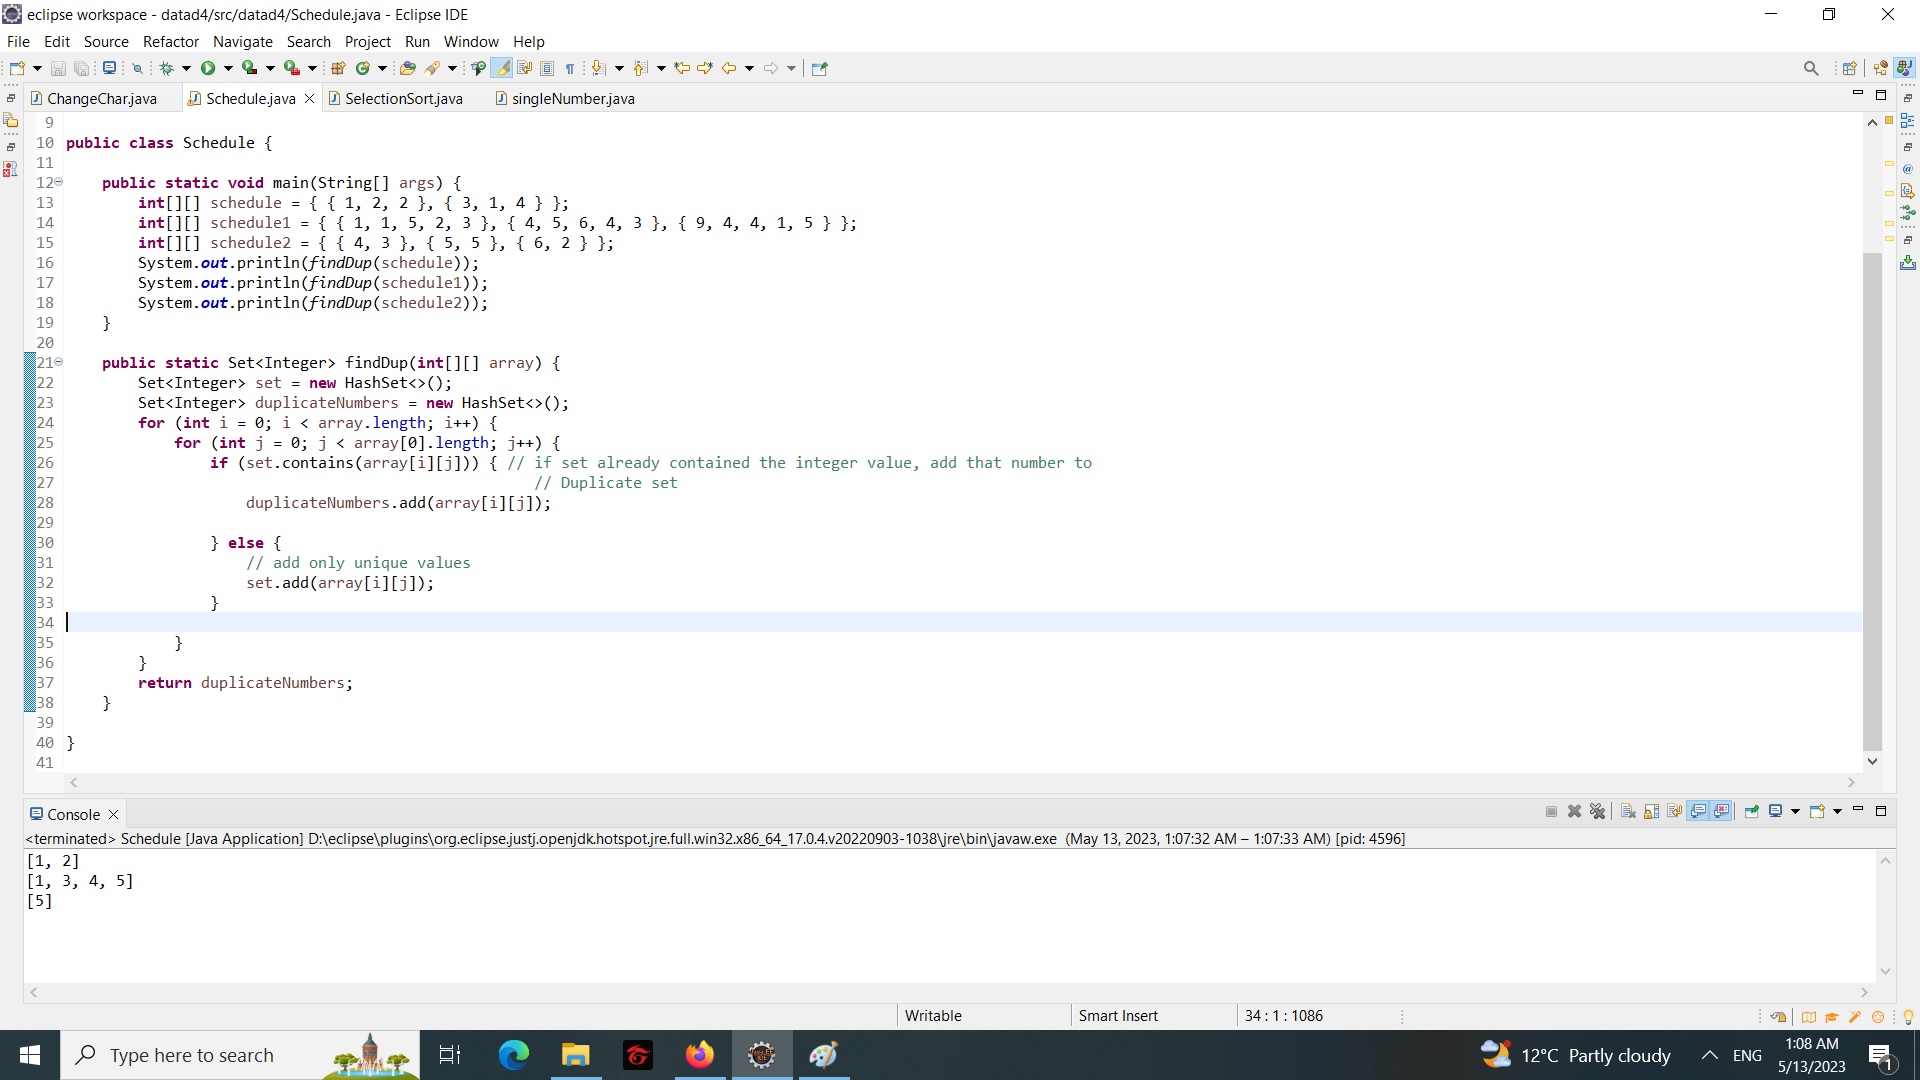 eclipse workspace - datad4/src/datad4/Schedule.java - Eclipse IDE
File Edit Source Refactor Navigate Search Project Run Window Help
ChangeChar.java Schedule.java SelectionSort.java singleNumber.java
9
10 public class Schedule {
11
12 public static void main(String[] args) {
13 int[][] schedule = { { 1, 2, 2 }, { 3, 1, 4 } };
14 int[][] schedule1 = { { 1, 1, 5, 2, 3 }, { 4, 5, 6, 4, 3 }, { 9, 4, 4, 1, 5 } };
15 int[][] schedule2 = { { 4, 3 }, { 5, 5 }, { 6, 2 } };
16 System.out.println(findDup(schedule));
17 System.out.println(findDup(schedule1));
18 System.out.println(findDup(schedule2));
19 }
20
21 public static Set<Integer> findDup(int[][] array) {
22 Set<Integer> set = new HashSet<>();
23 Set<Integer> duplicateNumbers = new HashSet<>();
24 for (int i = 0; i < array.length; i++) {
25 for (int j = 0; j < array[0].length; j++) {
26 if (set.contains(array[i][j])) { // if set already contained the integer value, add that number to
27 // Duplicate set
28 duplicateNumbers.add(array[i][j]);
29
30 } else {
31 // add only unique values
32 set.add(array[i][j]);
33 }
34
35 }
36 }
37 return duplicateNumbers;
38 }
39
40 }
41
Console
<terminated> Schedule [Java Application] D:\eclipse\plugins\org.eclipse.justj.openjdk.hotspot.jre.full.win32.x86_64_17.0.4.v20220903-1038\jre\bin\javaw.exe (May 13, 2023, 1:07:32 AM – 1:07:33 AM) [pid: 4596]
[1, 2]
[1, 3, 4, 5]
[5]
Writable Smart Insert 34 : 1 : 1086
Type here to search
12°C Partly cloudy ENG 1:08 AM
5/13/2023 1